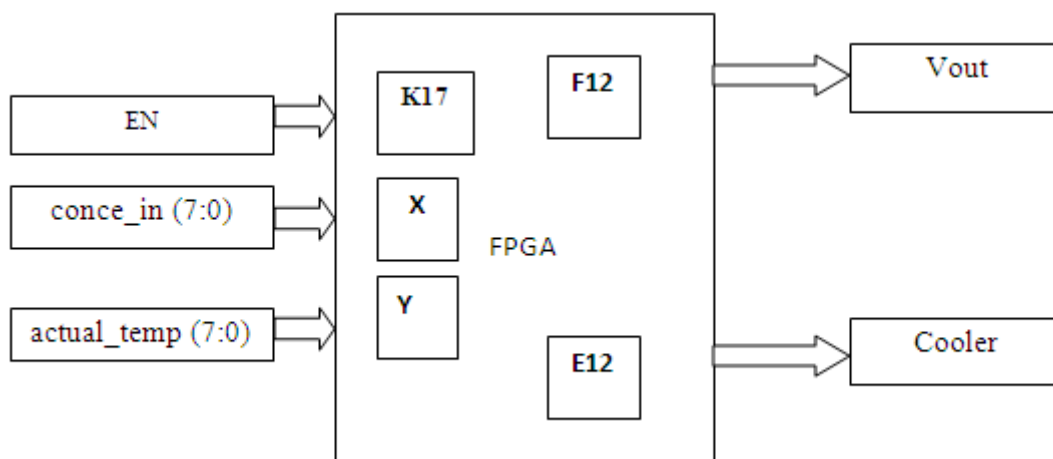 EN
conce_in (7:0)
actual_temp (7:0)
K17
X
Y
FPGA
F12
E12
Vout
Cooler